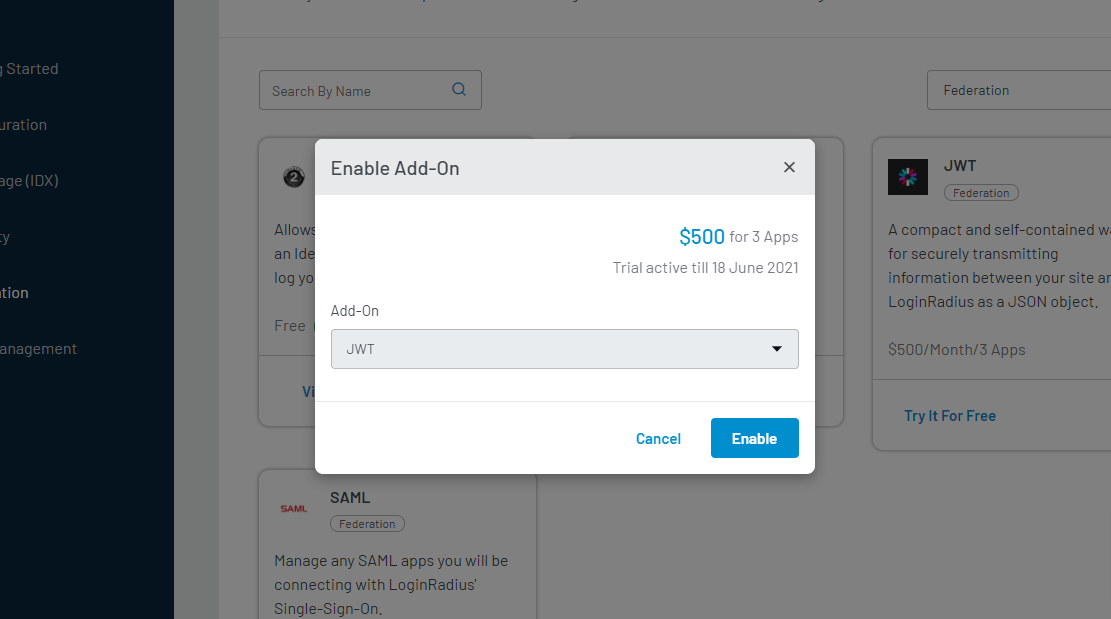 g Started
uration
age (IDX)
ty
ation
anagement
Search By Name
Federation
Enable Add-On
$500 for 3 Apps
Trial active till 18 June 2021
Add-On
JWT
Cancel
Enable
2
Allows
an Ide
log yo
Free
Vi
JWT
Federation
A compact and self-contained wa
for securely transmitting
information between your site an
LoginRadius as a JSON object.
$500/Month/3 Apps
Try It For Free
SAML
SAML
Federation
Manage any SAML apps you will be
connecting with LoginRadius'
Single-Sign-On.